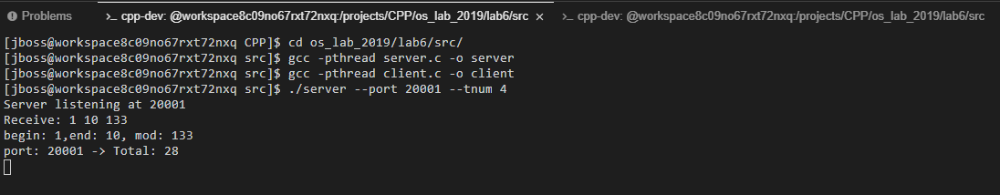 Problems
>_ cpp-dev: @workspace8c09no67rxt72nxq:/projects/CPP/os_lab_2019/lab6/src ×
>_ cpp-dev: @workspace8c09no67rxt72nxq:/projects/CPP/os_lab_2019/lab6/src
[jboss@workspace8c09no67rxt72nxq CPP]$ cd os_lab_2019/lab6/src/
[jboss@workspace8c09no67rxt72nxq src]$ gcc -pthread server.c -o server
[jboss@workspace8c09no67rxt72nxq src]$ gcc -pthread client.c -o client
[jboss@workspace8c09no67rxt72nxq src]$ ./server --port 20001 --tnum 4
Server listening at 20001
Receive: 1 10 133
begin: 1,end: 10, mod: 133
port: 20001 -> Total: 28